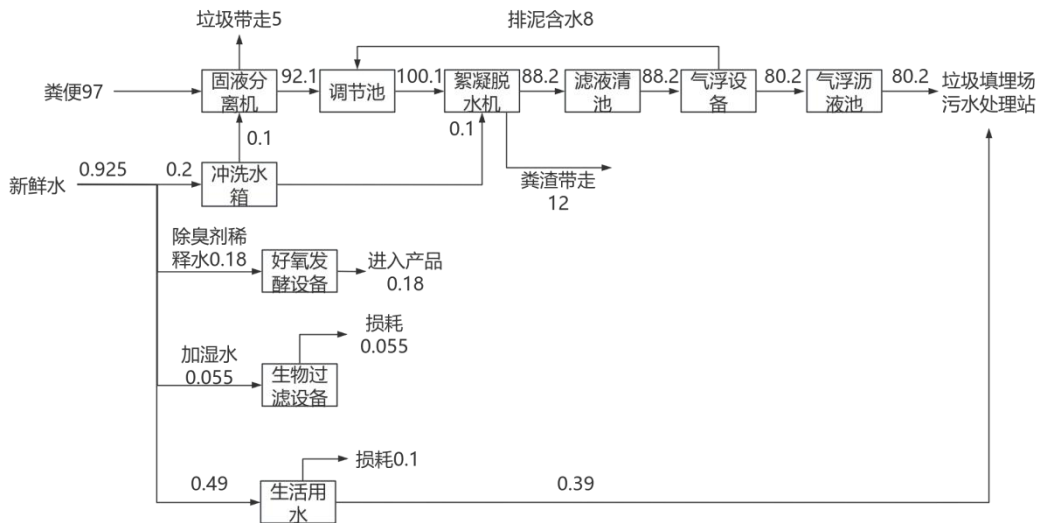 垃圾带走5
排泥含水8
粪便97
固液分
离机
92.1
调节池
100.1
絮凝脱
水机
88.2
滤液清
池
88.2
气浮设
备
80.2
气浮沥
液池
80.2
垃圾填埋场
污水处理站
0.1
0.1
新鲜水
0.925
0.2
冲洗水
箱
粪渣带走
12
除臭剂稀
释水0.18
好氧发
酵设备
进入产品
0.18
损耗
0.055
加湿水
0.055
生物过
滤设备
损耗0.1
0.49
生活用
水
0.39